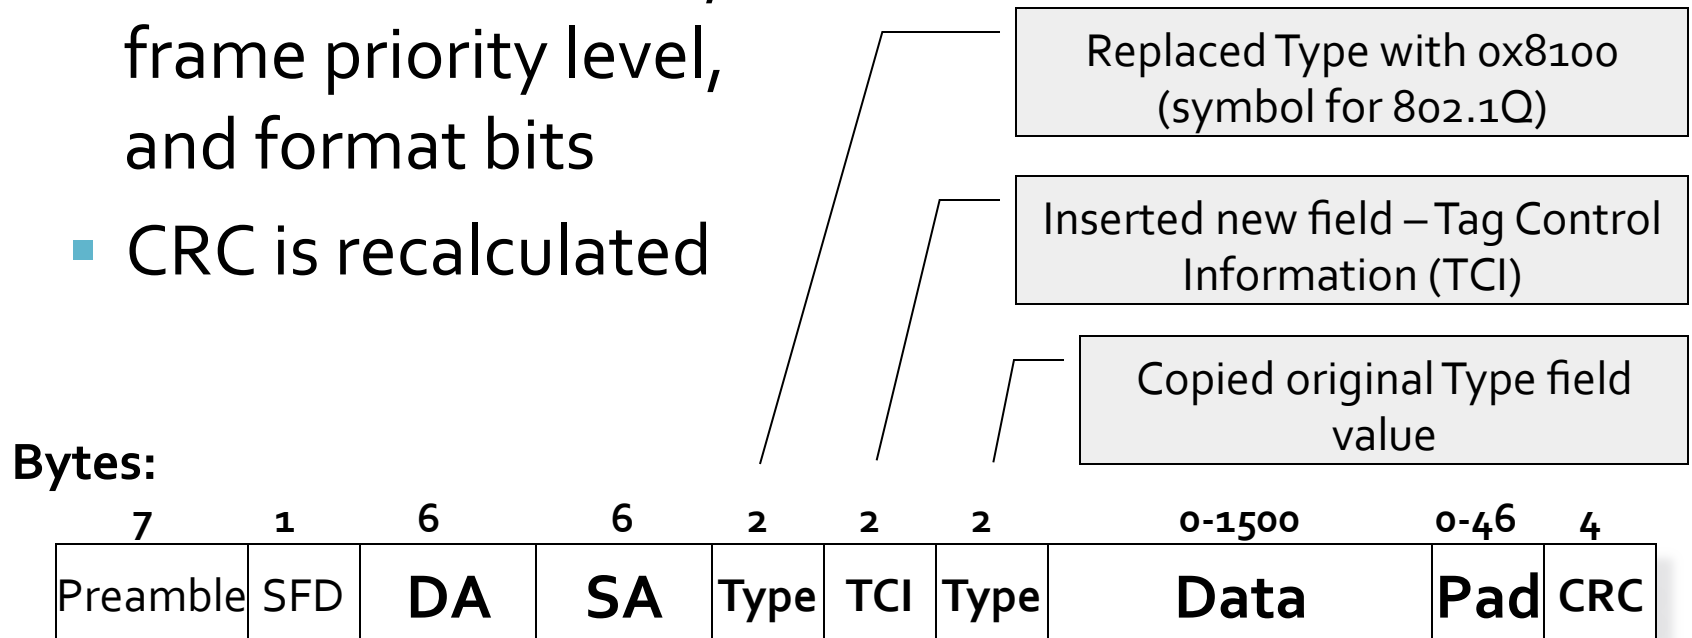 frame priority level,
and format bits
▪ CRC is recalculated
Replaced Type with 0x8100
(symbol for 802.1Q)
Inserted new field – Tag Control
Information (TCI)
Copied original Type field
value
Bytes:
7 1 6 6 2 2 2 0-1500 0-46 4
Preamble SFD DA SA Type TCI Type Data Pad CRC